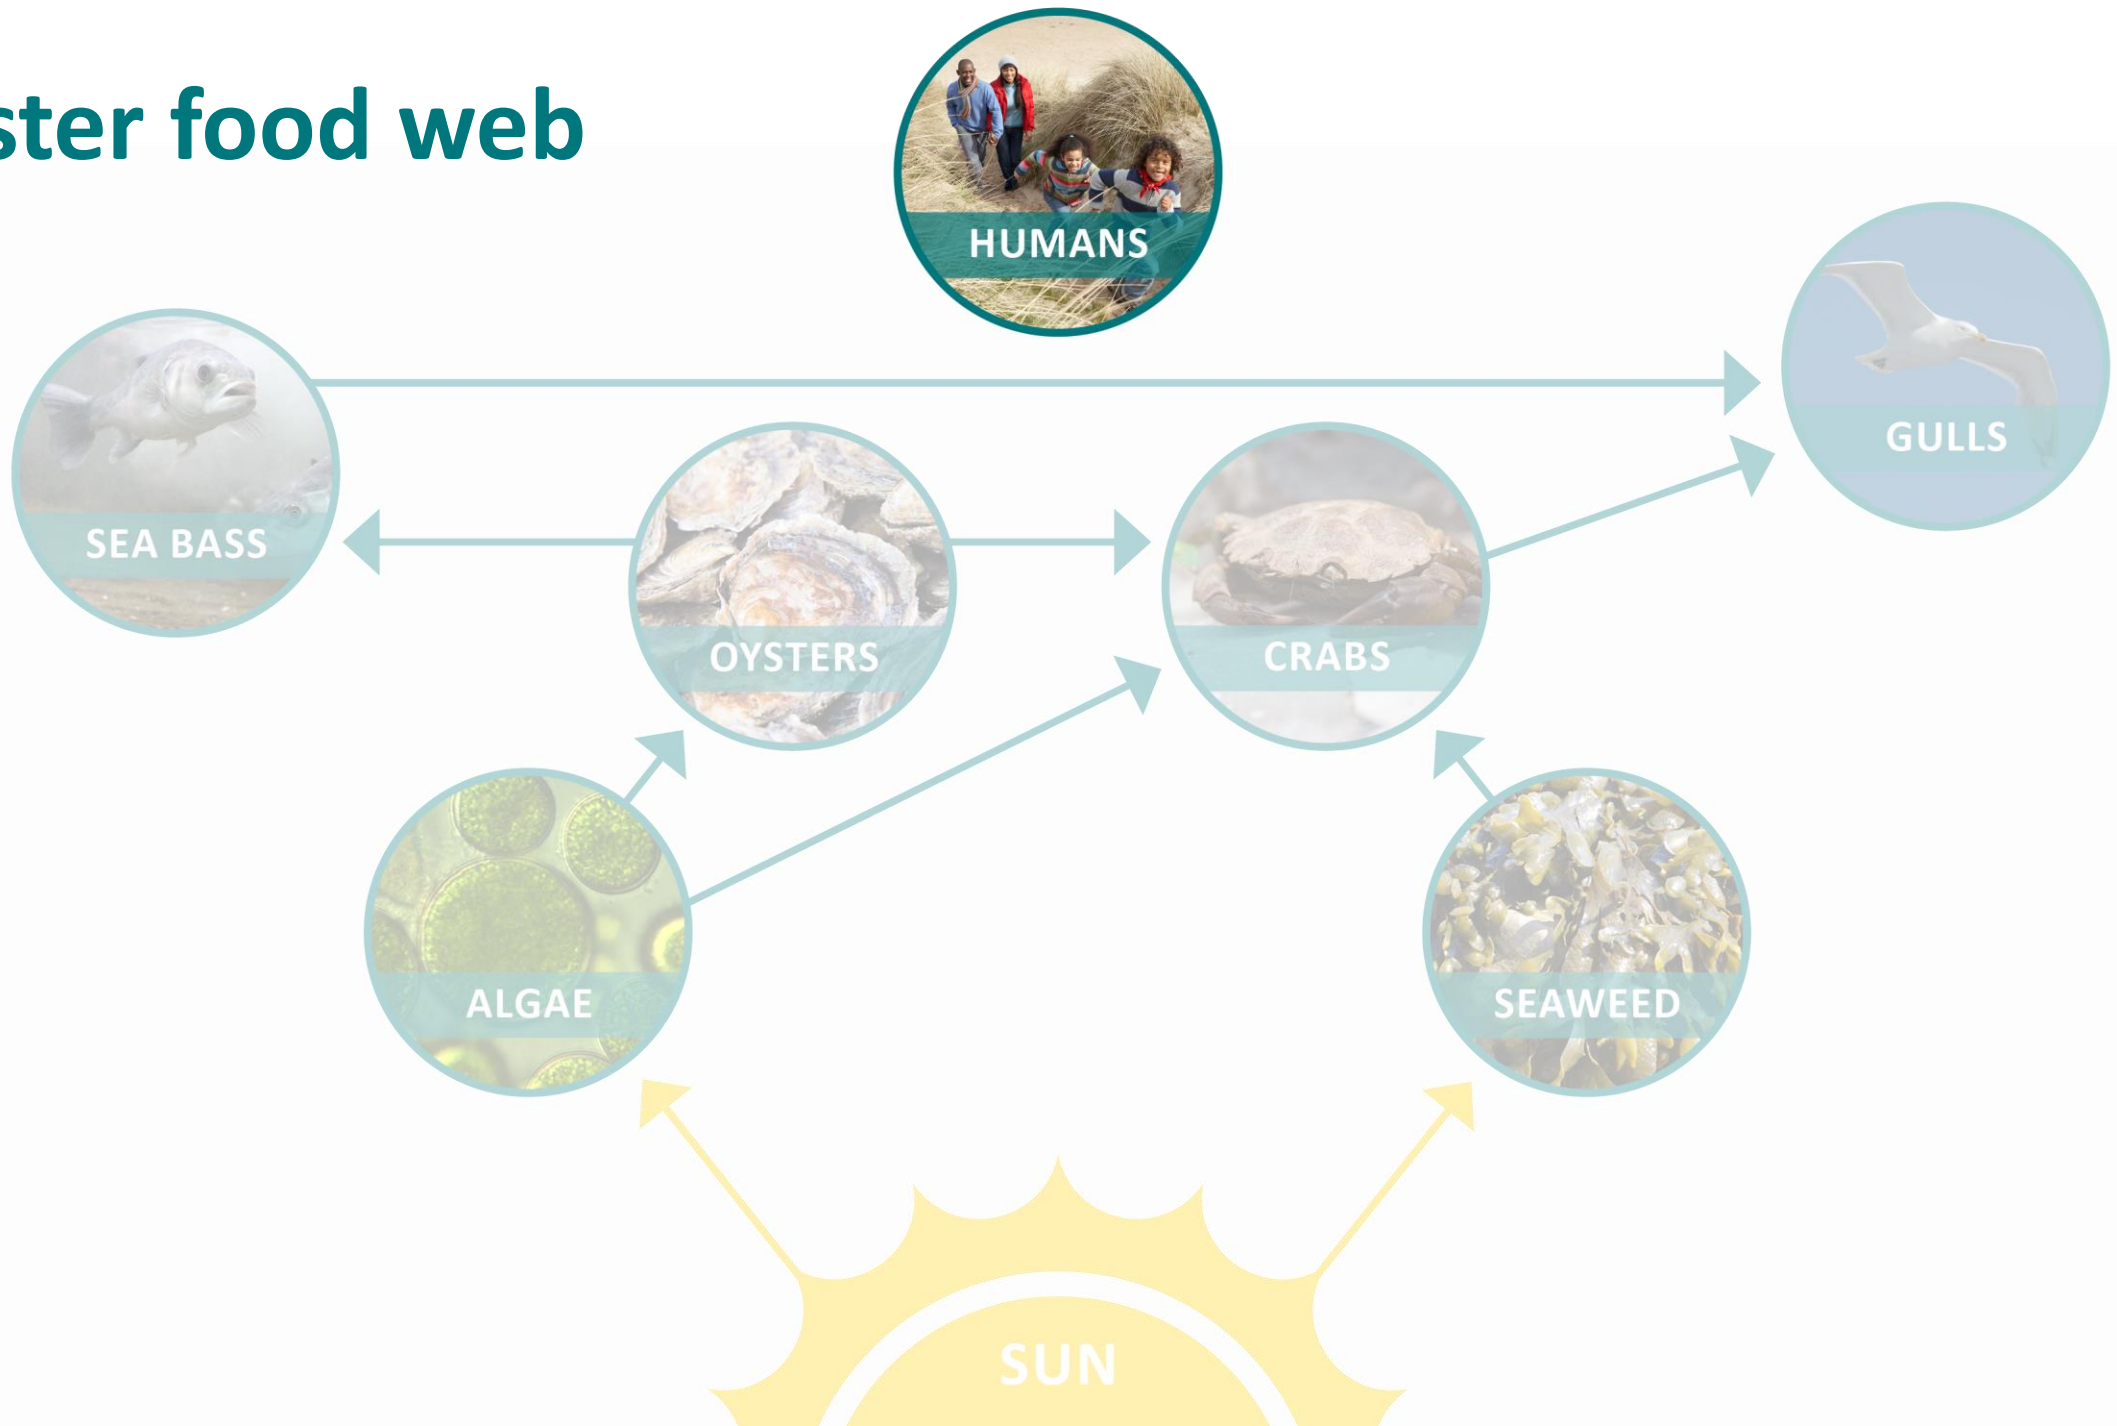 ster food web
HUMANS
GULLS
SEA BASS
OYSTERS
CRABS
ALGAE
SEAWEED
SUN